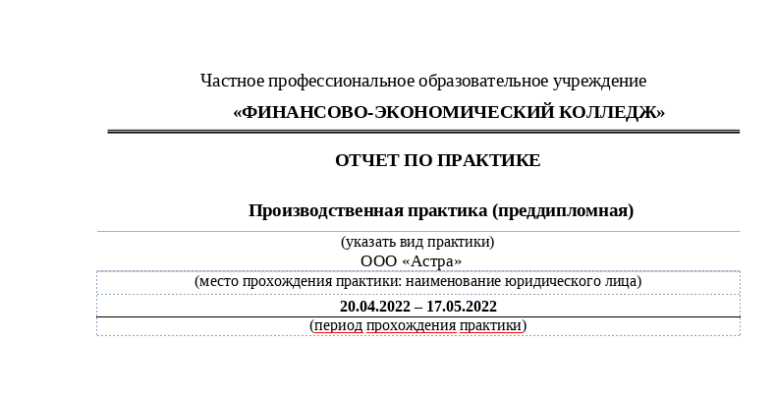 Частное профессиональное образовательное учреждение
«ФИНАНСОВО-ЭКОНОМИЧЕСКИЙ КОЛЛЕДЖ»
ОТЧЕТ ПО ПРАКТИКЕ
Производственная практика (преддипломная)
(указать вид практики)
ООО «Астра»
(место прохождения практики: наименование юридического лица)
20.04.2022 – 17.05.2022
(период прохождения практики)